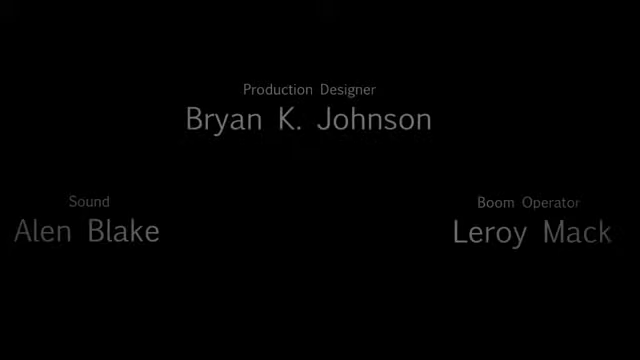 Production Designer
Bryan K. Johnson
Sound
Alen Blake
Boom Operator
Leroy Mack